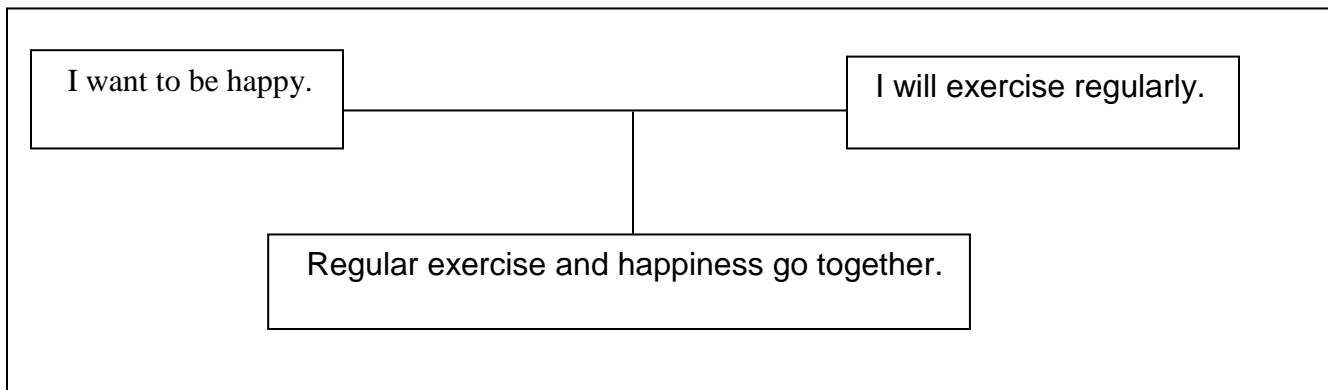 I want to be happy.
I will exercise regularly.
Regular exercise and happiness go together.